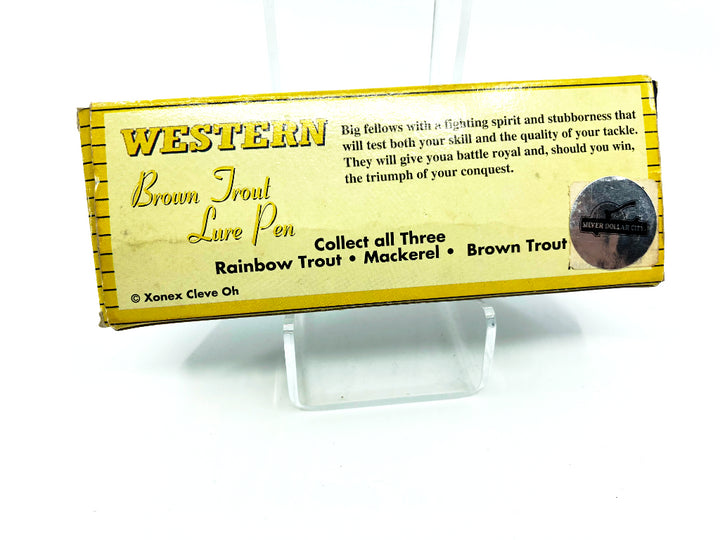 WESTERN
Brown Trout
Lure Pen
Big fellows with a fighting spirit and stubborness that
will test both your skill and the quality of your tackle.
They will give youa battle royal and, should you win,
the triumph of your conquest.
Collect all Three
Rainbow Trout • Mackerel • Brown Trout
© Xonex Cleve Oh
SILVER DOLLAR CITY